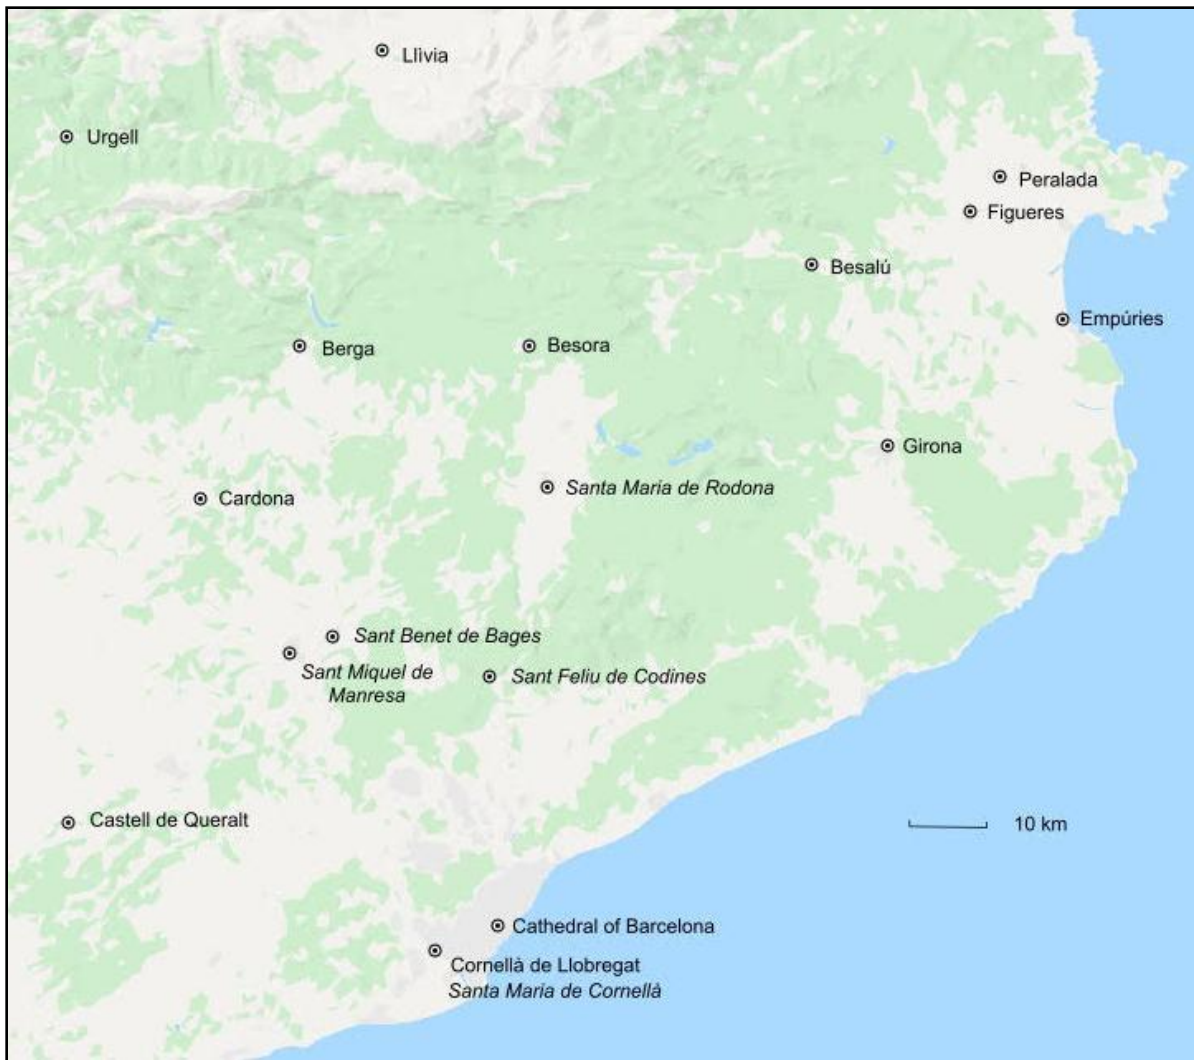 Llívia
Urgell
Peralada
Figueres
Besalú
Empúries
Berga
Besora
Girona
Santa Maria de Rodona
Cardona
Sant Benet de Bages
Sant Miquel de
Manresa
Sant Feliu de Codines
Castell de Queralt
10 km
Cathedral of Barcelona
Cornellà de Llobregat
Santa Maria de Cornellà